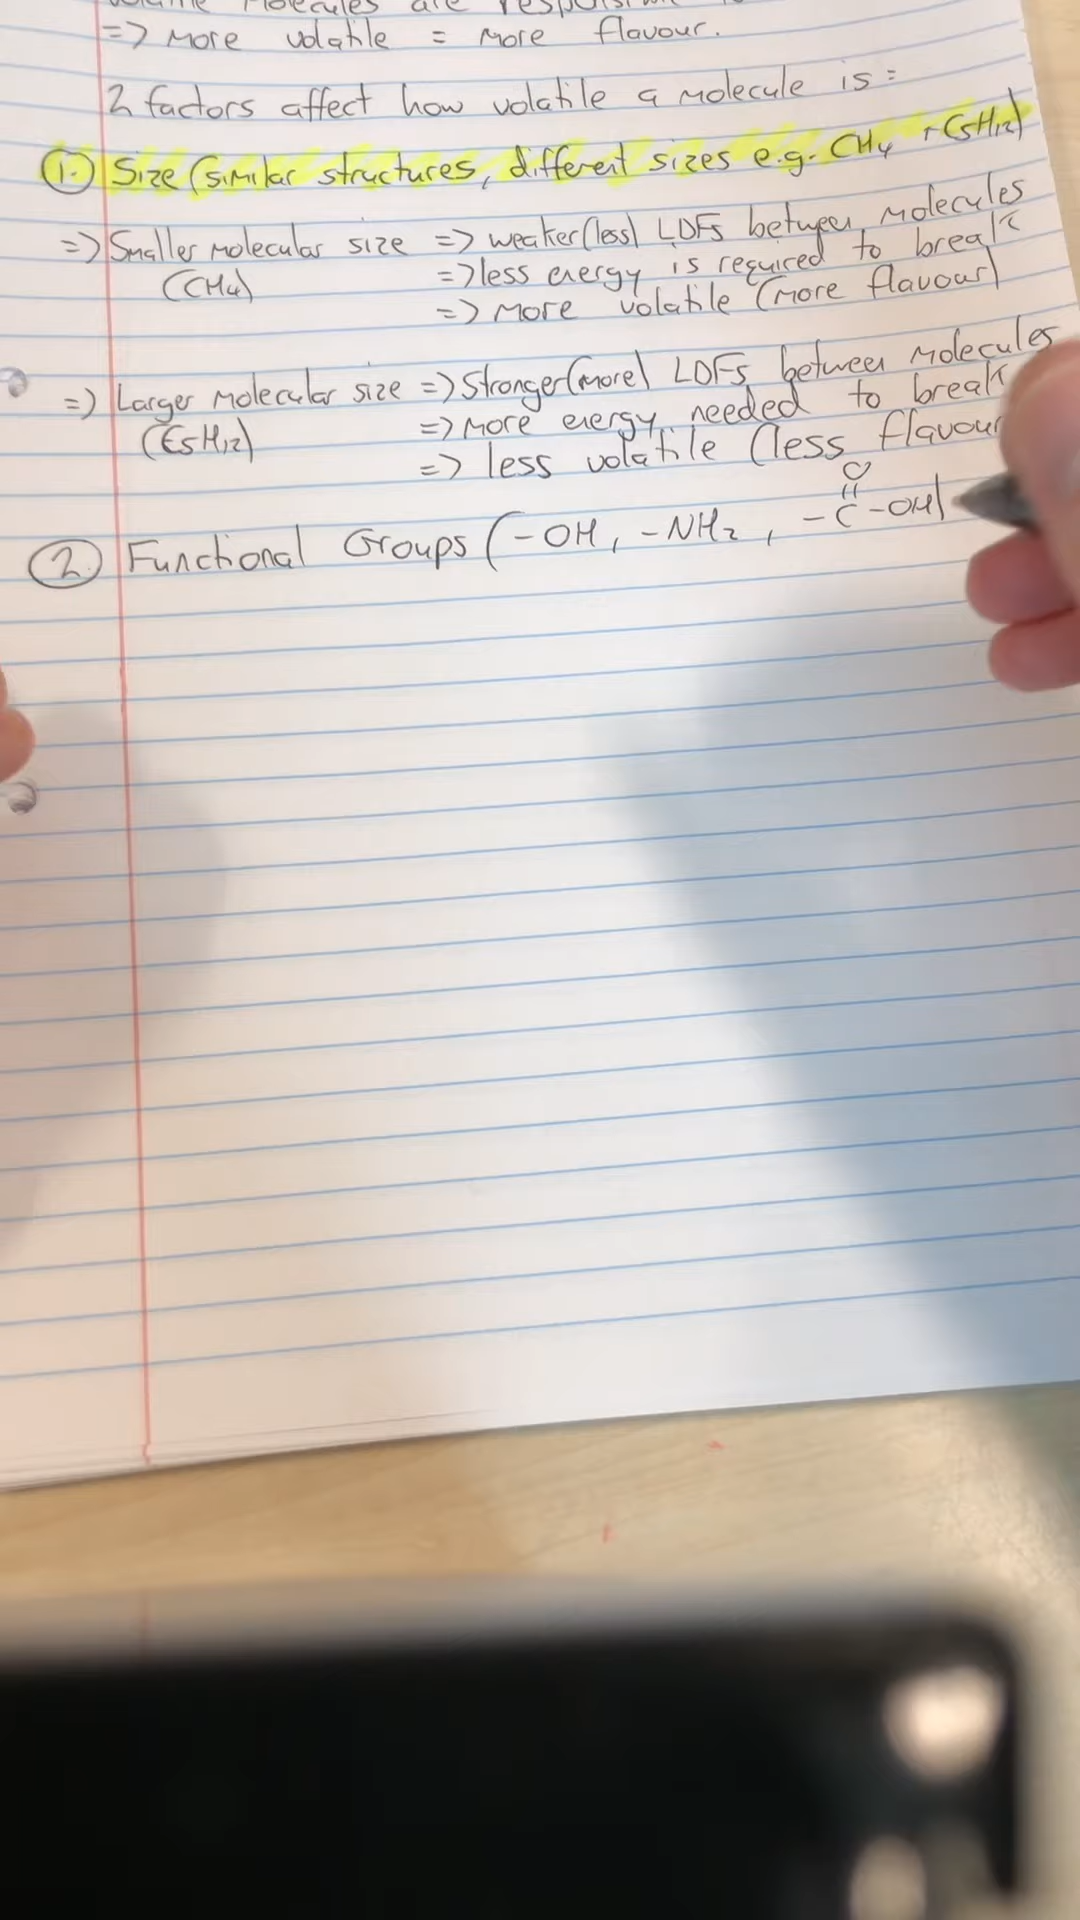 molecules are
=> More volatile = more flavour.
2 factors affect how volatile a molecule is:
1. Size (similar structures, different sizes e.g. CH4 + C5H12)
=> Smaller molecular size => weaker (less) LDFs between molecules
(CH4) => less energy is required to break
=> more volatile (more flavour)
=> Larger molecular size => Stronger (more) LDFs between molecules
(C5H12) => more energy needed to break
=> less volatile (less flavour
2. Functional Groups (-OH, -NH2, -C-OH)
O
||